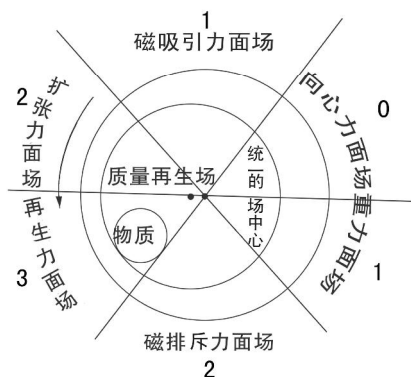 1
磁吸引力面场
2
扩张力面场
向心力面场
0
质量再生场
统一的场中心
物质
3
再生力面场
重力面场
1
磁排斥力面场
2